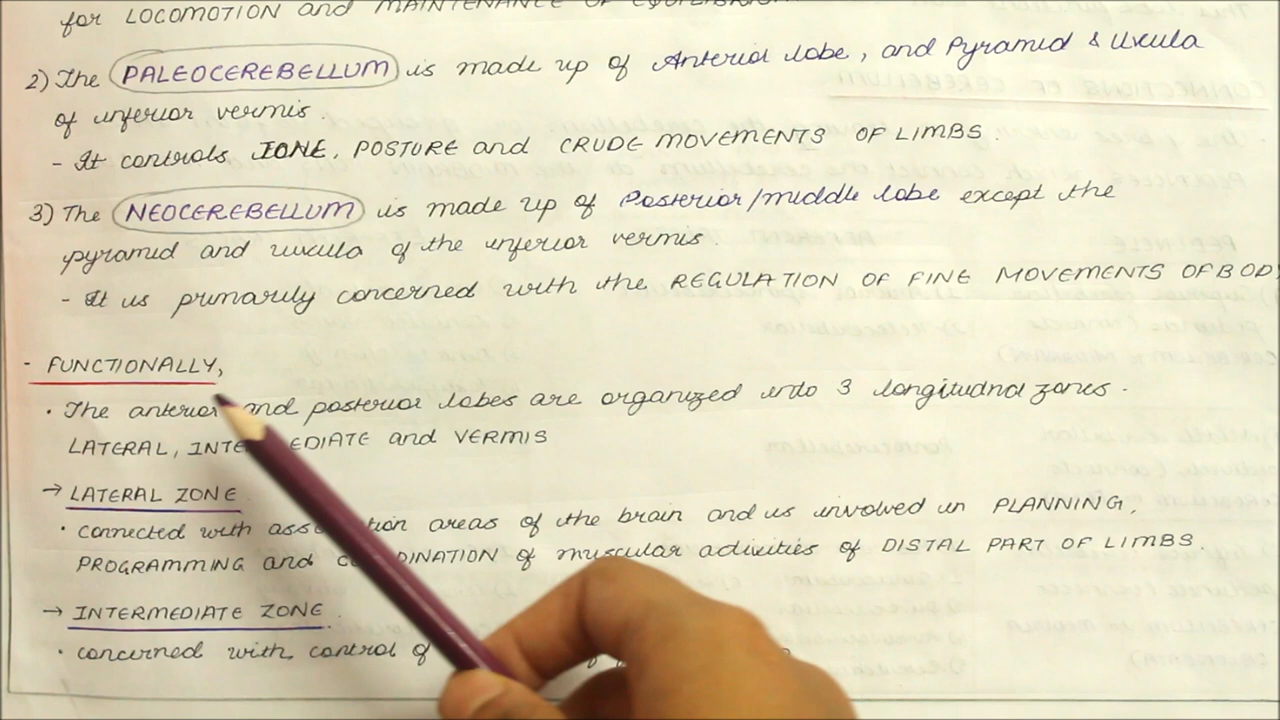 for LOCOMOTION and MAINTENANCE OF EQUILIBRIUM
2) The PALEOCEREBELLUM is made up of Anterior lobe, and Pyramid & Uvula
of inferior vermis.
- It controls TONE, POSTURE and CRUDE MOVEMENTS OF LIMBS.
3) The NEOCEREBELLUM is made up of Posterior/middle lobe except the
pyramid and uvula of the inferior vermis.
- It is primarily concerned with the REGULATION OF FINE MOVEMENTS OF BODY
- FUNCTIONALLY,
• The anterior and posterior lobes are organized into 3 longitudnal zones.
LATERAL, INTERMEDIATE and VERMIS
→ LATERAL ZONE
• connected with association areas of the brain and is involved in PLANNING,
PROGRAMMING and COORDINATION of muscular activities of DISTAL PART OF LIMBS
→ INTERMEDIATE ZONE.
• concerned with control of